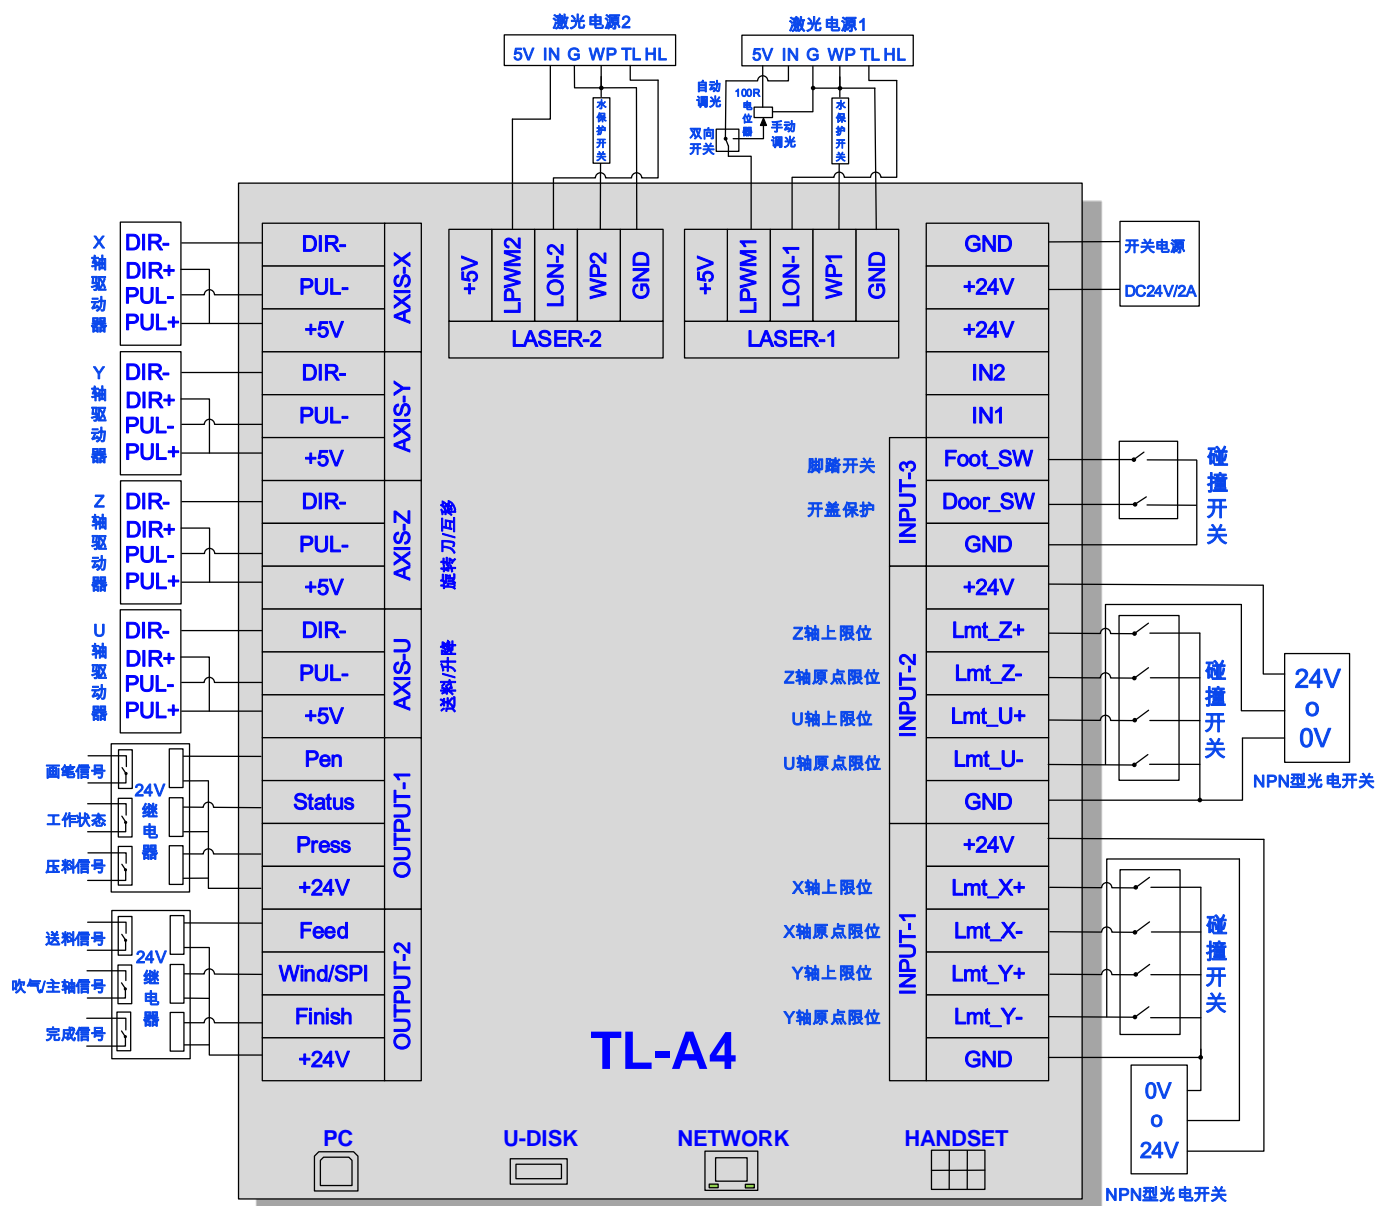 激光电源2
5V IN G WP TL HL
水保护开关
激光电源1
5V IN G WP TL HL
自动
调光
100R
电位器
手动
调光
双向
开关
水保护开关
X轴驱动器
DIR-
DIR+
PUL-
PUL+
Y轴驱动器
DIR-
DIR+
PUL-
PUL+
Z轴驱动器
DIR-
DIR+
PUL-
PUL+
U轴驱动器
DIR-
DIR+
PUL-
PUL+
画笔信号
工作状态
压料信号
24V
继电器
送料信号
吹气/主轴信号
完成信号
24V
继电器
DIR-
PUL-
+5V
AXIS-X
DIR-
PUL-
+5V
AXIS-Y
DIR-
PUL-
+5V
AXIS-Z
旋转刀/互移
DIR-
PUL-
+5V
AXIS-U
送料/升降
Pen
Status
Press
+24V
OUTPUT-1
Feed
Wind/SPI
Finish
+24V
OUTPUT-2
+5V
LPWM2
LON-2
WP2
GND
LASER-2
+5V
LPWM1
LON-1
WP1
GND
LASER-1
GND
+24V
+24V
IN2
IN1
开关电源
DC24V/2A
脚踏开关
开盖保护
INPUT-3
Foot_SW
Door_SW
GND
碰撞开关
Z轴上限位
Z轴原点限位
U轴上限位
U轴原点限位
INPUT-2
+24V
Lmt_Z+
Lmt_Z-
Lmt_U+
Lmt_U-
GND
碰撞开关
24V
o
0V
NPN型光电开关
X轴上限位
X轴原点限位
Y轴上限位
Y轴原点限位
INPUT-1
+24V
Lmt_X+
Lmt_X-
Lmt_Y+
Lmt_Y-
GND
碰撞开关
0V
o
24V
NPN型光电开关
TL-A4
PC
U-DISK
NETWORK
HANDSET